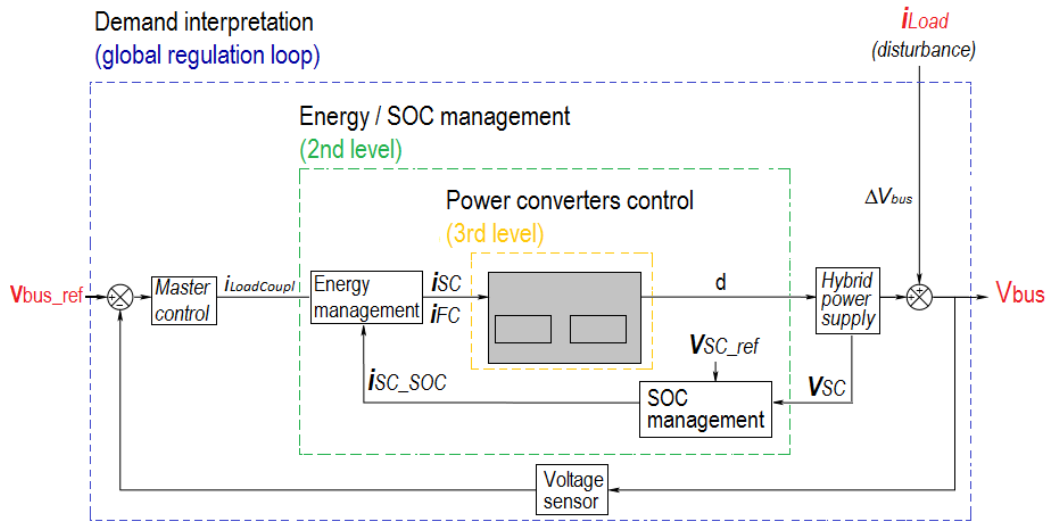 Demand interpretation
(global regulation loop)
iLoad
(disturbance)
Energy / SOC management
(2nd level)
Power converters control
(3rd level)
ΔVbus
Vbus_ref
+
−
Master
control
iLoadCoupl
Energy
management
iSC
iFC
d
Hybrid
power
supply
+
+
Vbus
VSC_ref
iSC_SOC
SOC
management
VSC
Voltage
sensor